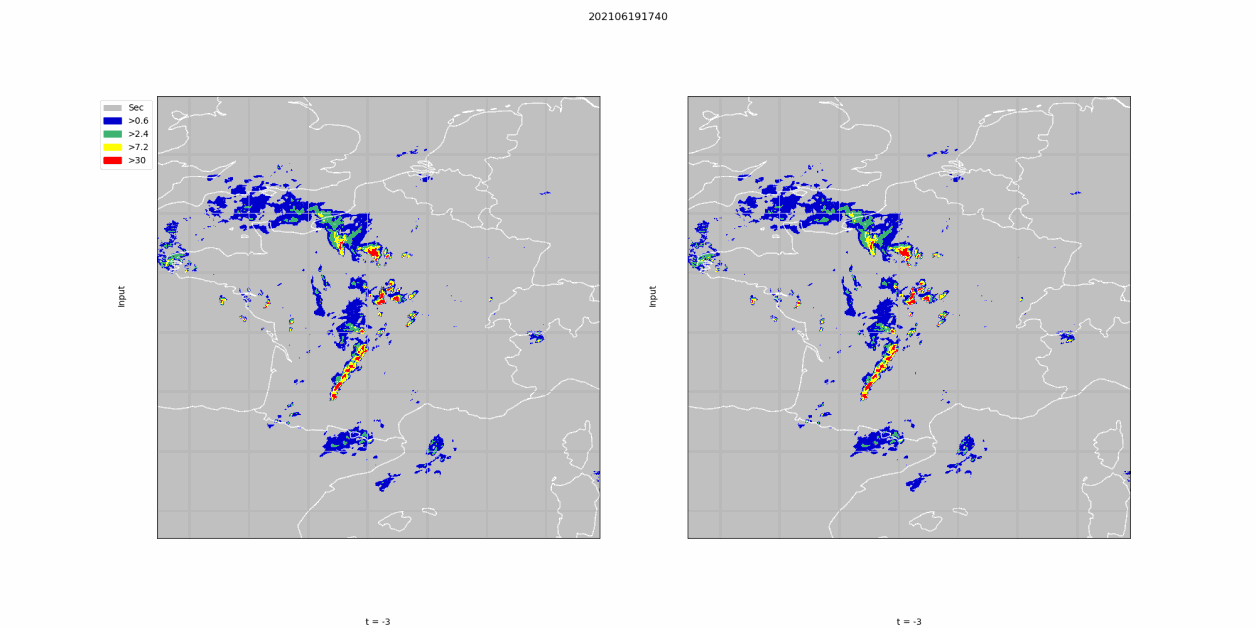 202106191740
Sec
>0.6
>2.4
>7.2
>30
Input
Input
t = -3
t = -3